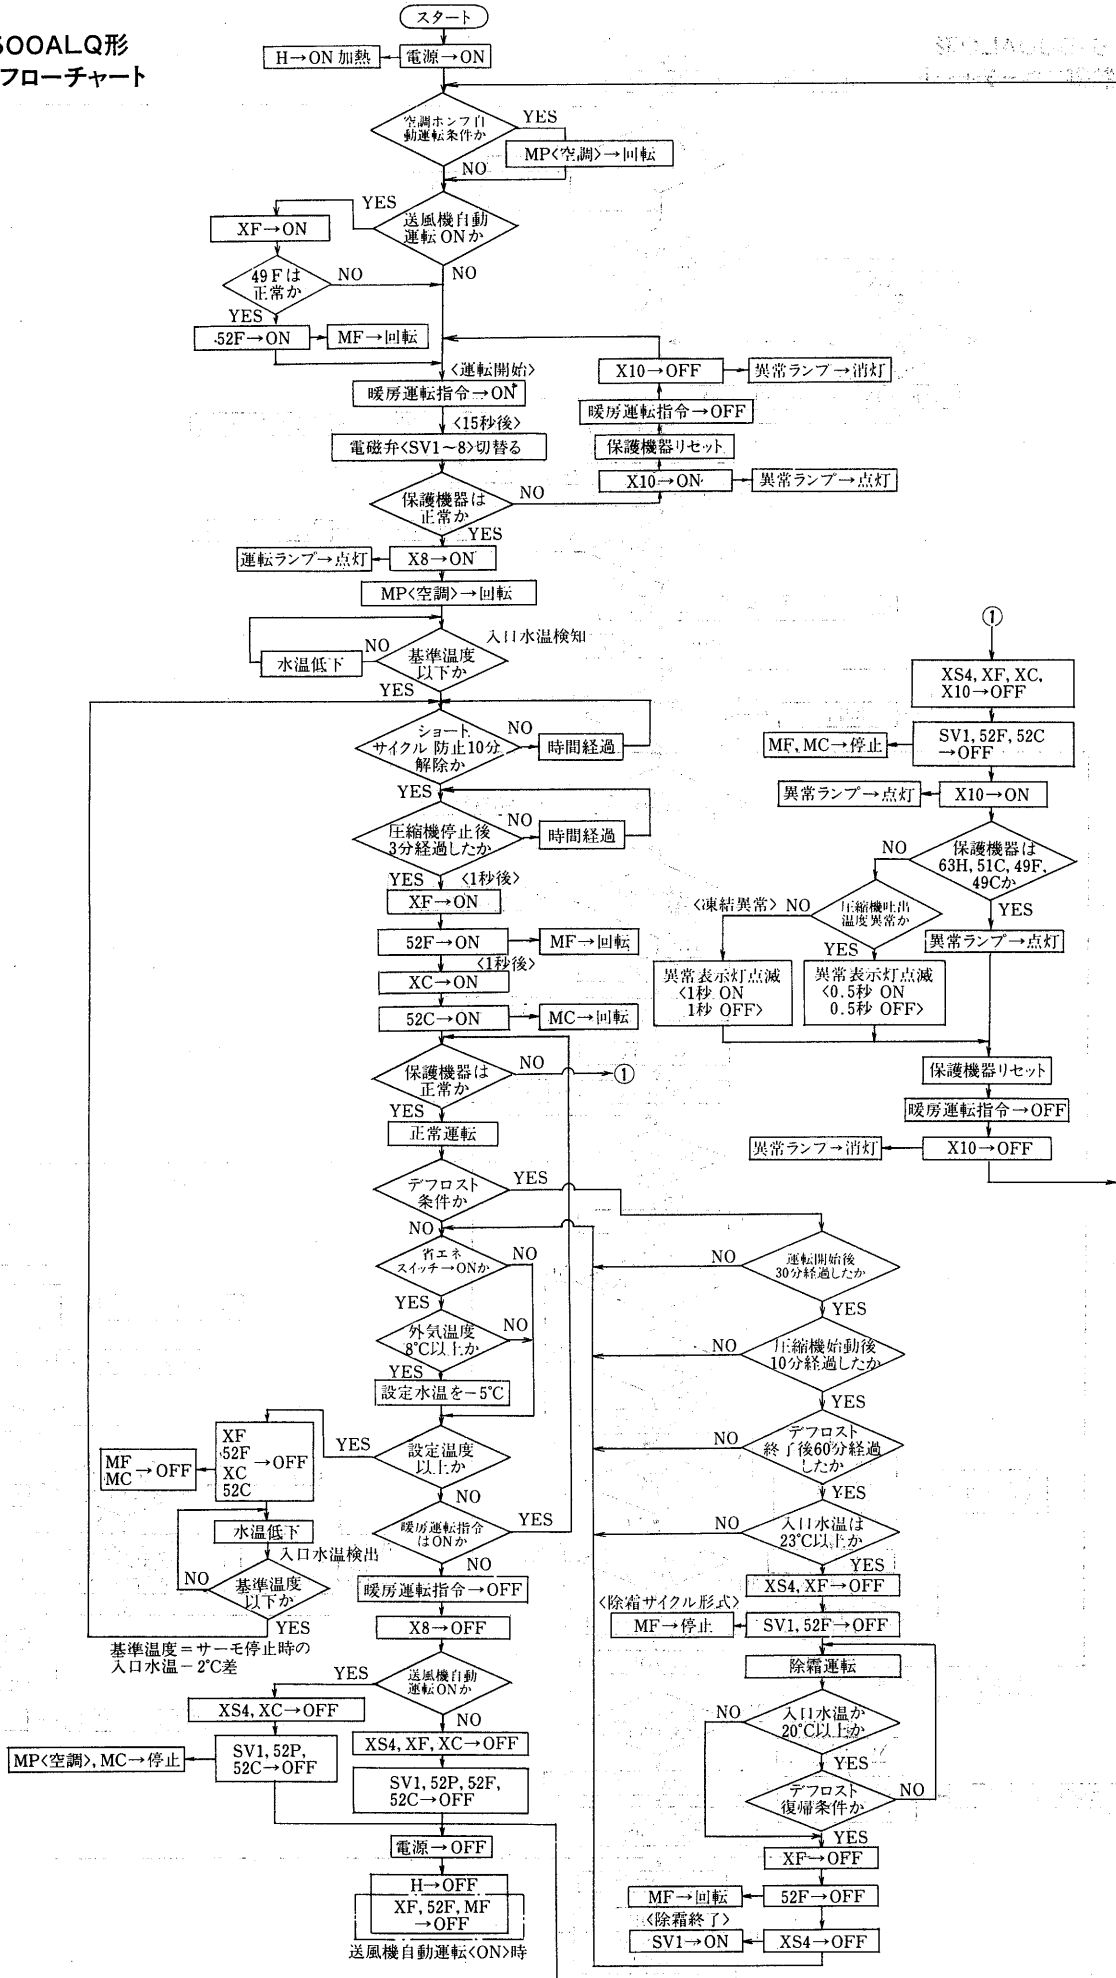 500ALQ形
フローチャート
スタート
H→ON 加熱
電源→ON
空調ポンプ自
動運転条件か
YES
MP<空調>→回転
NO
YES
送風機自動
運転ONか
XF→ON
NO
49Fは
正常か
NO
YES
52F→ON
MF→回転
<運転開始>
暖房運転指令→ON
<15秒後>
電磁弁<SV1~8>切替る
X10→OFF
異常ランプ→消灯
暖房運転指令→OFF
保護機器リセット
X10→ON
異常ランプ→点灯
保護機器は
正常か
NO
YES
運転ランプ→点灯
X8→ON
MP<空調>→回転
入口水温検知
水温低下
NO
基準温度
以下か
YES
ショート
サイクル防止10分
解除か
NO
時間経過
YES
圧縮機停止後
3分経過したか
NO
時間経過
YES
<1秒後>
XF→ON
52F→ON
MF→回転
<1秒後>
XC→ON
52C→ON
MC→回転
保護機器は
正常か
NO
①
YES
正常運転
デフロスト
条件か
YES
NO
省エネ
スイッチ→ONか
NO
YES
外気温度
8℃以上か
NO
YES
設定水温を−5℃
設定温度
以上か
YES
NO
XF
52F
XC
52C
→OFF
MF
MC
→OFF
水温低下
入口水温検出
NO
基準温度
以下か
YES
基準温度=サーモ停止時の
入口水温−2℃差
暖房運転指令
はONか
YES
NO
暖房運転指令→OFF
X8→OFF
送風機自動
運転ONか
YES
NO
XS4, XC→OFF
SV1, 52P,
52C→OFF
MP<空調>, MC→停止
XS4, XF, XC→OFF
SV1, 52P, 52F,
52C→OFF
電源→OFF
H→OFF
XF, 52F, MF
→OFF
送風機自動運転<ON>時
①
XS4, XF, XC,
X10→OFF
SV1, 52F, 52C
→OFF
MF, MC→停止
X10→ON
異常ランプ→点灯
保護機器は
63H, 51C, 49F,
49Cか
NO
YES
圧縮機吐出
温度異常か
<凍結異常>
NO
YES
異常ランプ→点灯
異常表示灯点滅
<1秒 ON
1秒 OFF>
異常表示灯点滅
<0.5秒 ON
0.5秒 OFF>
保護機器リセット
暖房運転指令→OFF
X10→OFF
異常ランプ→消灯
運転開始後
30分経過したか
NO
YES
圧縮機始動後
10分経過したか
NO
YES
デフロスト
終了後60分経過
したか
NO
YES
入口水温は
23℃以上か
NO
YES
XS4, XF→OFF
<除霜サイクル形式>
MF→停止
SV1, 52F→OFF
除霜運転
入口水温か
20℃以上か
NO
YES
デフロスト
復帰条件か
NO
YES
XF→OFF
MF→回転
52F→OFF
<除霜終了>
SV1→ON
XS4→OFF